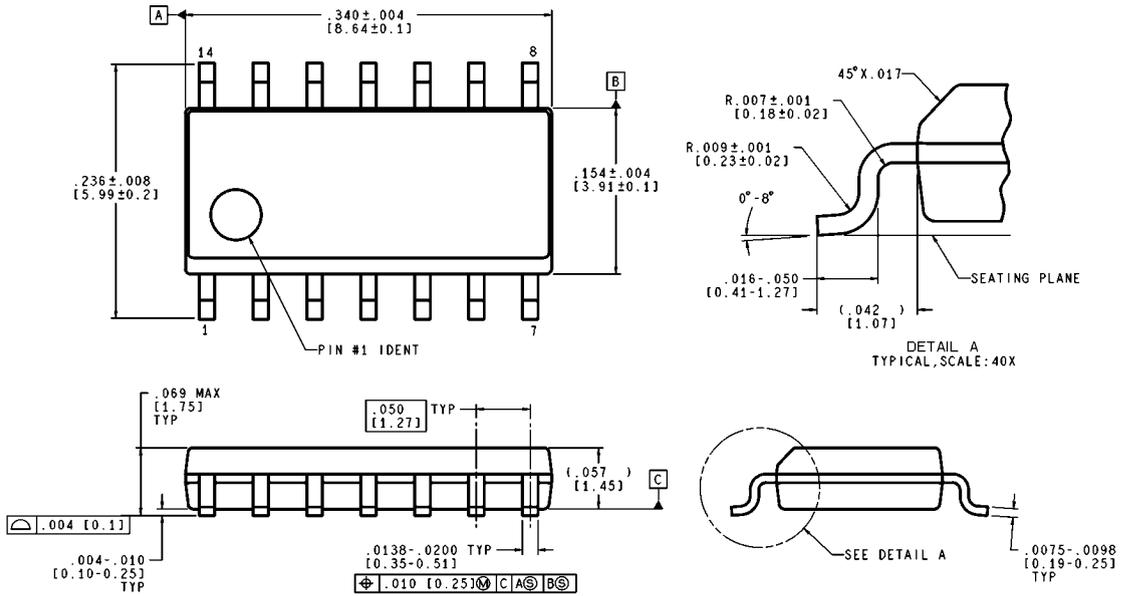 A
.340±.004
[8.64±0.1]
14
8
B
.236±.008
[5.99±0.2]
.154±.004
[3.91±0.1]
1
7
PIN #1 IDENT
45°X.017
R.007±.001
[0.18±0.02]
R.009±.001
[0.23±0.02]
0°-8°
.016-.050
[0.41-1.27]
SEATING PLANE
(.042 )
[1.07]
DETAIL A
TYPICAL,SCALE:40X
.069 MAX
[1.75]
TYP
.050 TYP
[1.27]
(.057 )
[1.45]
C
.004 [0.1]
.004-.010
[0.10-0.25]
TYP
.0138-.0200 TYP
[0.35-0.51]
.010 [0.25]Ⓜ C AⓈ BⓈ
SEE DETAIL A
.0075-.0098
[0.19-0.25]
TYP